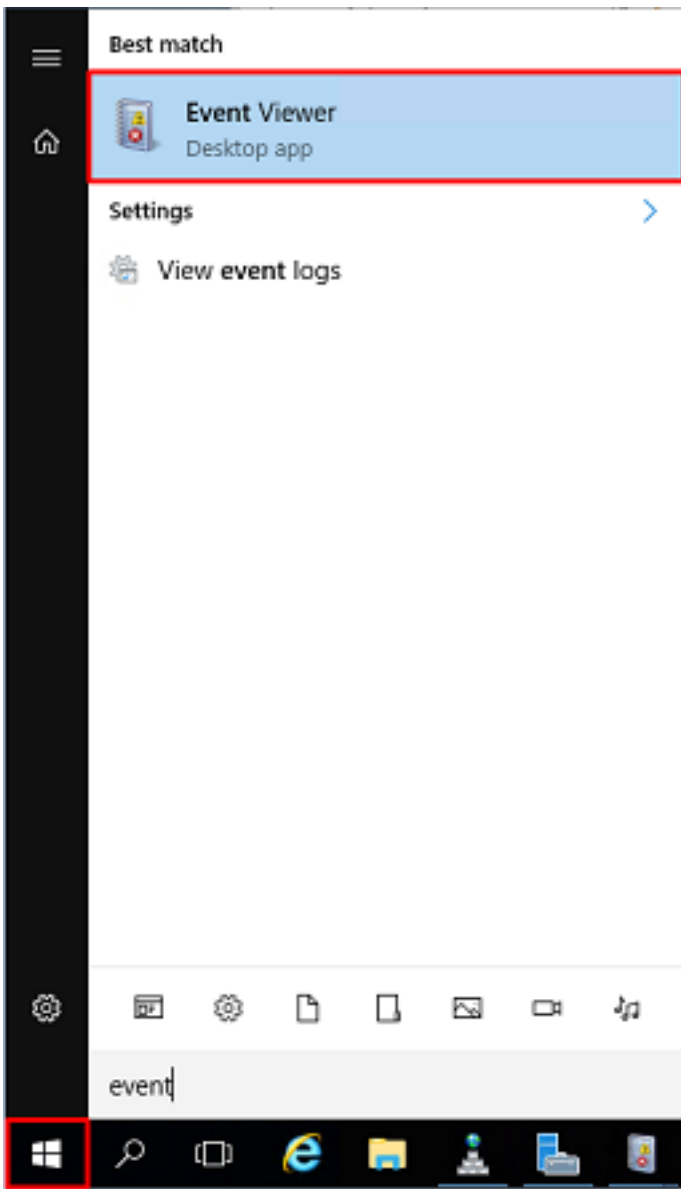 Best match
Event Viewer
Desktop app
Settings
View event logs
event